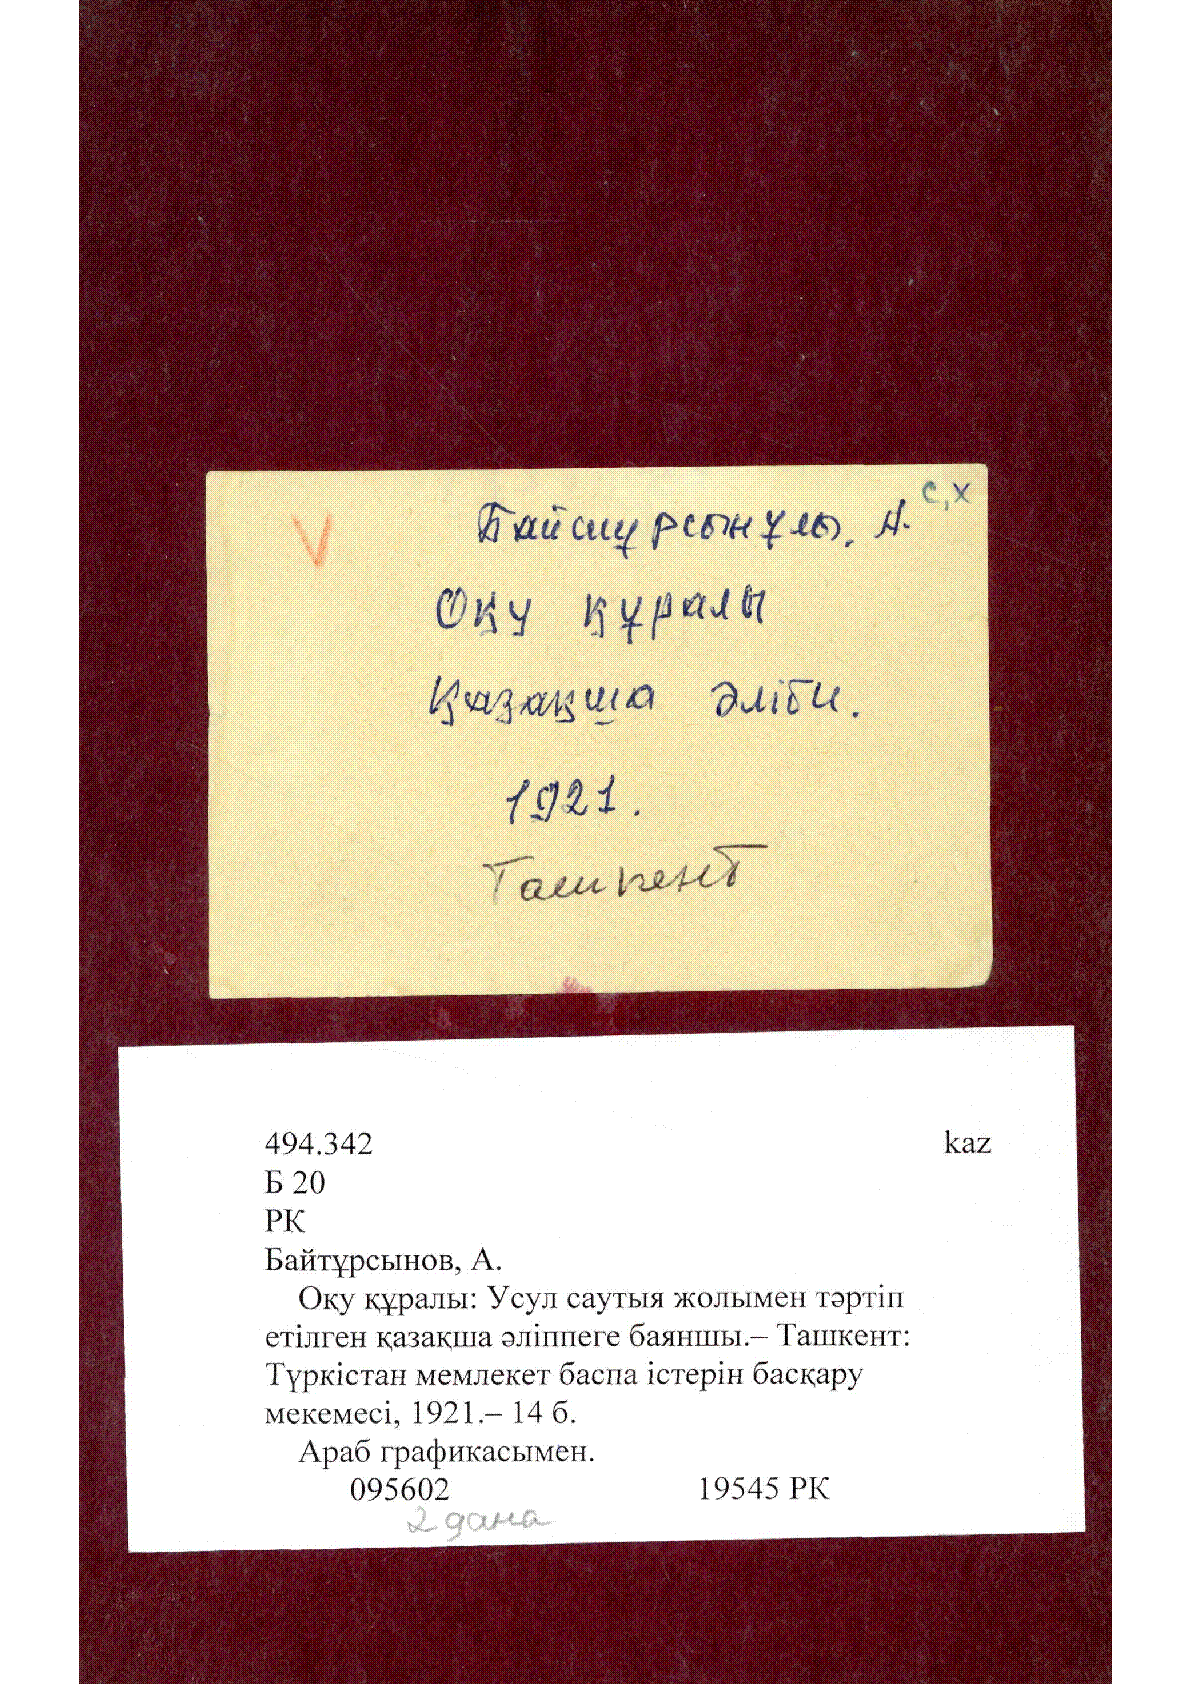 с,х
V
Байтұрсынұлы. А.
Оқу құралы
Қазақша әліби.
1921.
Ташкент
494.342 kaz
Б 20
РК
Байтұрсынов, А.
Оқу құралы: Усул саутыя жолымен тәртіп
етілген қазақша әліппеге баяншы.– Ташкент:
Түркістан мемлекет баспа істерін басқару
мекемесі, 1921.– 14 б.
Араб графикасымен.
095602 19545 РК
2 дана